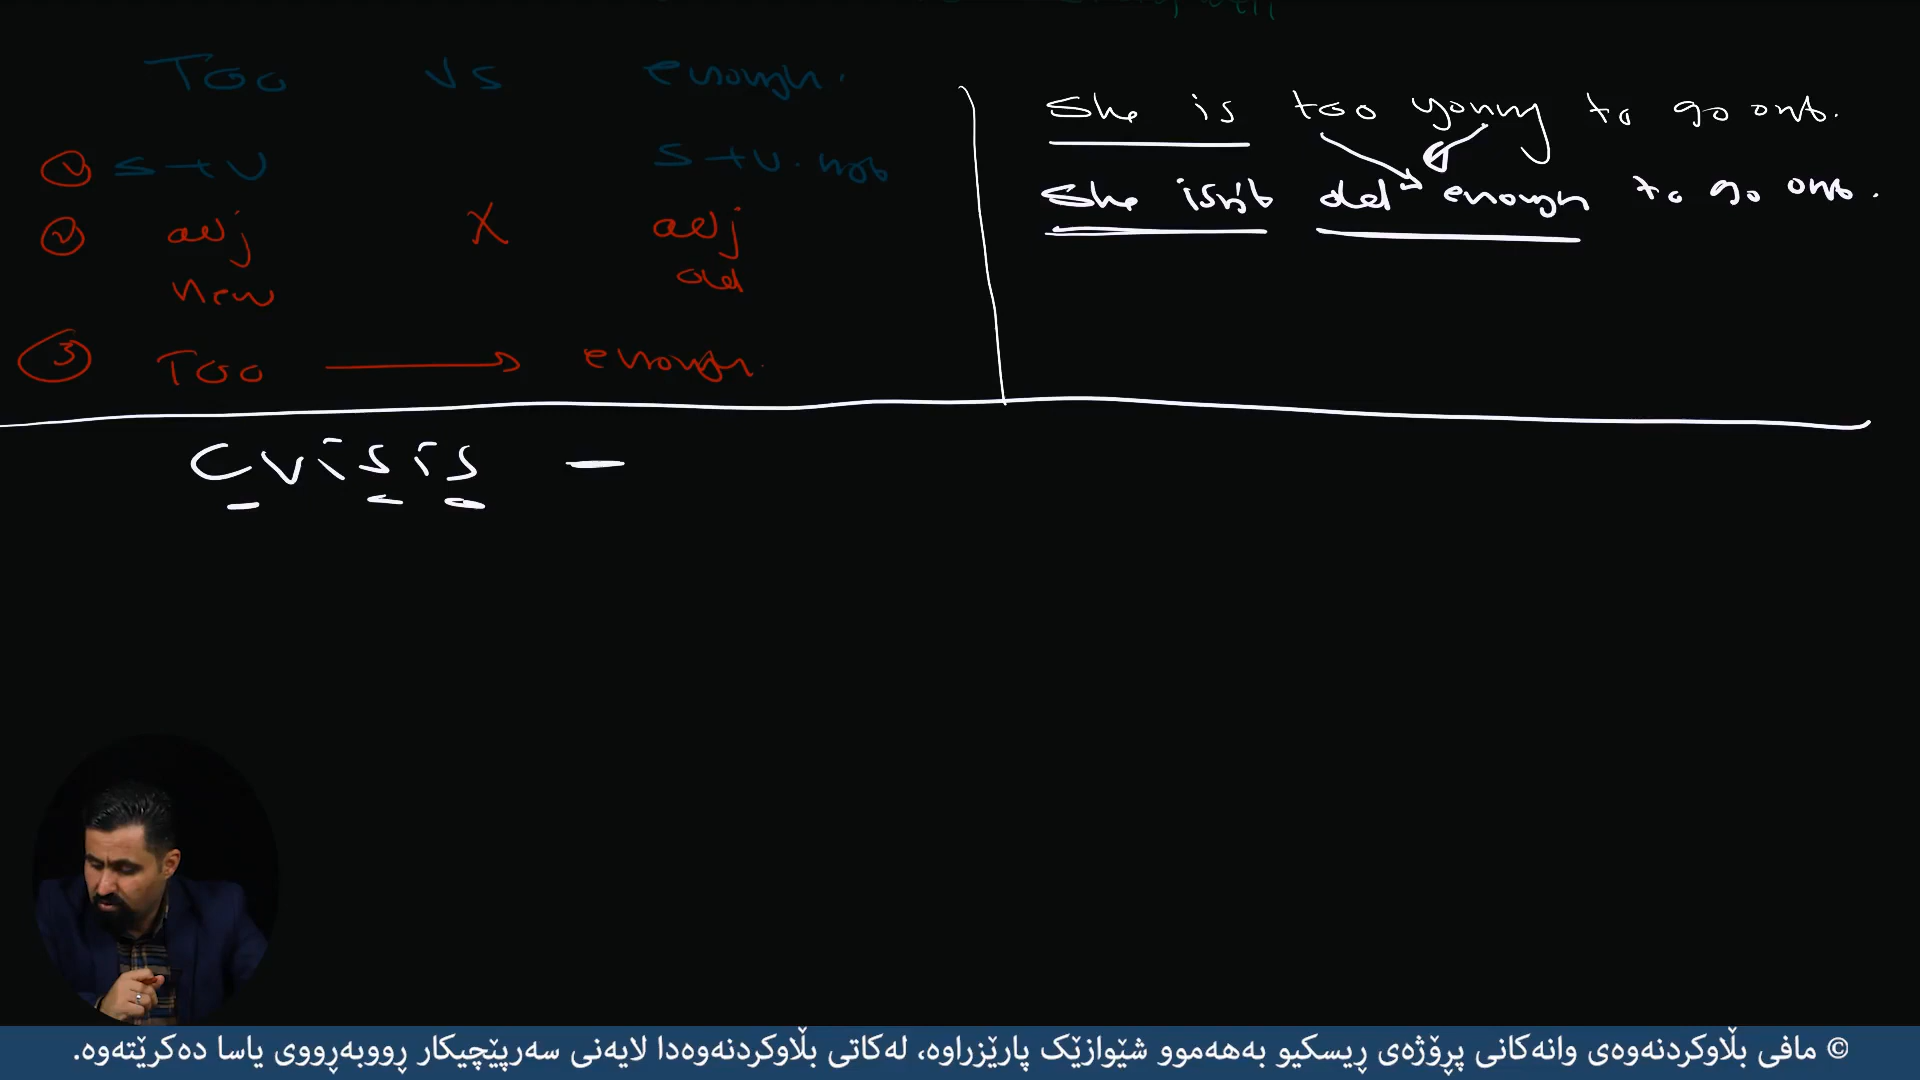 Too vs enough.
① S + V S + V. not
② adj X adj
new old
③ Too → enough.
She is too young to go out.
She isn't old enough to go out.
Crisis –
© مافی بڵاوکردنەوەی وانەکانی پڕۆژەی ڕیسکیو بەهەموو شێوازێک پارێزراوە، لەکاتی بڵاوکردنەوەدا لایەنی سەرپێچیکار ڕووبەڕووی یاسا دەکرێتەوە.